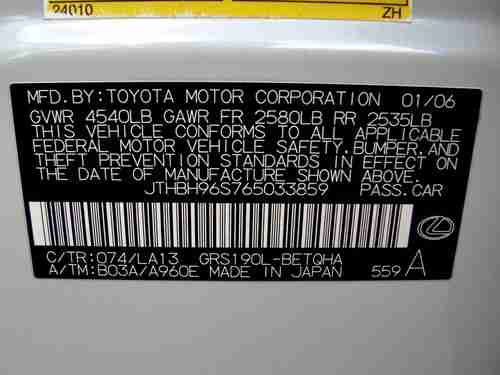 24010 ZH
MFD.BY:TOYOTA MOTOR CORPORATION 01/06
GVWR 4540LB GAWR FR 2580LB RR 2535LB
THIS VEHICLE CONFORMS TO ALL APPLICABLE
FEDERAL MOTOR VEHICLE SAFETY.BUMPER.AND
THEFT PREVENTION STANDARDS IN EFFECT ON
THE DATE OF MANUFACTURE SHOWN ABOVE.
JTHBH96S765033859 PASS.CAR
C/TR:074/LA13 GRS190L-BETQHA
A/TM:B03A/A960E MADE IN JAPAN 559 A